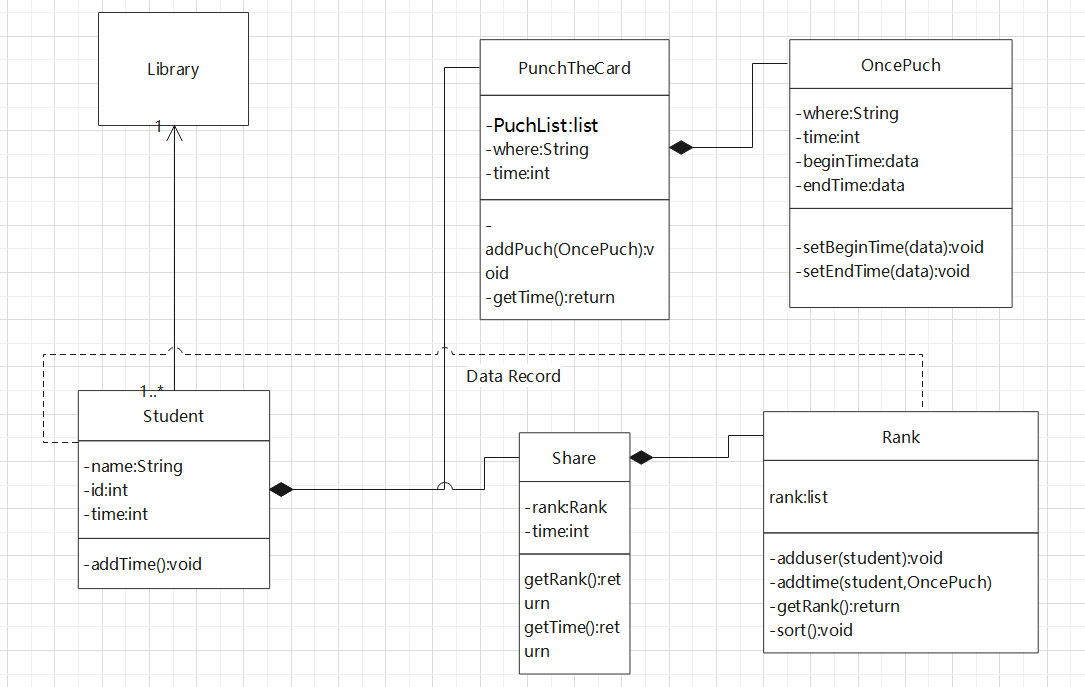 Library
1
PunchTheCard
-PuchList:list
-where:String
-time:int
-
addPuch(OncePuch):v
oid
-getTime():return
OncePuch
-where:String
-time:int
-beginTime:data
-endTime:data
-setBeginTime(data):void
-setEndTime(data):void
Data Record
1..*
Student
-name:String
-id:int
-time:int
-addTime():void
Share
-rank:Rank
-time:int
getRank():ret
urn
getTime():ret
urn
Rank
rank:list
-adduser(student):void
-addtime(student,OncePuch)
-getRank():return
-sort():void